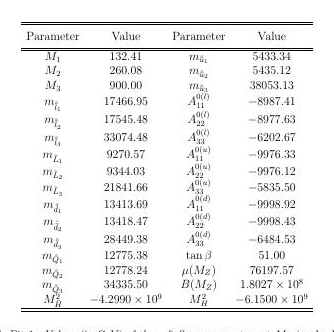 Parameter Value Parameter Value
M_1 132.41 m_{\tilde{u}_1} 5433.34
M_2 260.08 m_{\tilde{u}_2} 5435.12
M_3 900.00 m_{\tilde{u}_3} 38053.13
m_{\tilde{l}_1} 17466.95 A_{11}^{0(l)} −8987.41
m_{\tilde{l}_2} 17545.48 A_{22}^{0(l)} −8977.63
m_{\tilde{l}_3} 33074.48 A_{33}^{0(l)} −6202.67
m_{\tilde{L}_1} 9270.57 A_{11}^{0(u)} −9976.33
m_{\tilde{L}_2} 9344.03 A_{22}^{0(u)} −9976.12
m_{\tilde{L}_3} 21841.66 A_{33}^{0(u)} −5835.50
m_{\tilde{d}_1} 13413.69 A_{11}^{0(d)} −9998.92
m_{\tilde{d}_2} 13418.47 A_{22}^{0(d)} −9998.43
m_{\tilde{d}_3} 28449.38 A_{33}^{0(d)} −6484.53
m_{\tilde{Q}_1} 12775.38 tan β 51.00
m_{\tilde{Q}_2} 12778.24 μ(M_Z) 76197.57
m_{\tilde{Q}_3} 34335.50 B(M_Z) 1.8027 × 10^8
M_{\bar{H}}^2 −4.2990 × 10^9 M_H^2 −6.1500 × 10^9